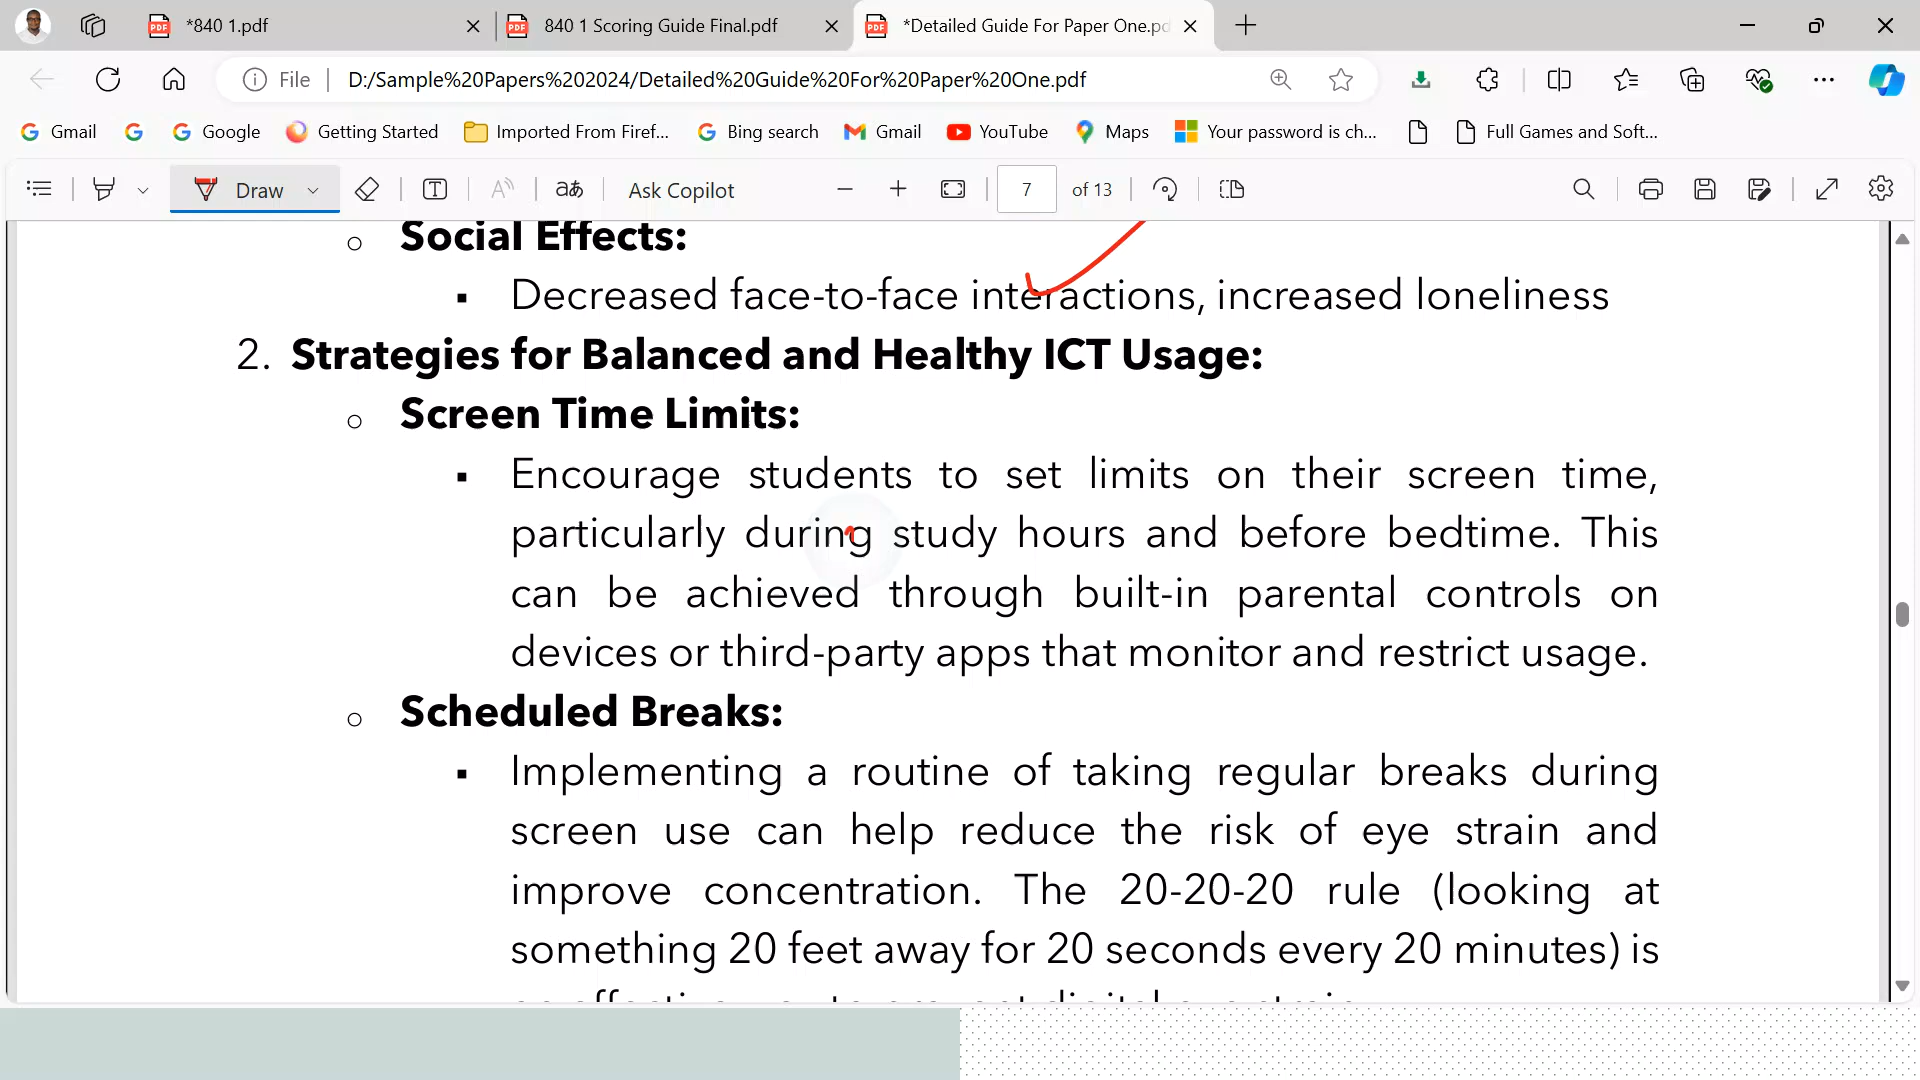 *840 1.pdf
840 1 Scoring Guide Final.pdf
*Detailed Guide For Paper One.pd
File
D:/Sample%20Papers%202024/Detailed%20Guide%20For%20Paper%20One.pdf
Gmail
Google
Getting Started
Imported From Firef...
Bing search
Gmail
YouTube
Maps
Your password is ch...
Full Games and Soft...
Draw
Ask Copilot
7 of 13
Social Effects:
Decreased face-to-face interactions, increased loneliness
2. Strategies for Balanced and Healthy ICT Usage:
Screen Time Limits:
Encourage students to set limits on their screen time,
particularly during study hours and before bedtime. This
can be achieved through built-in parental controls on
devices or third-party apps that monitor and restrict usage.
Scheduled Breaks:
Implementing a routine of taking regular breaks during
screen use can help reduce the risk of eye strain and
improve concentration. The 20-20-20 rule (looking at
something 20 feet away for 20 seconds every 20 minutes) is